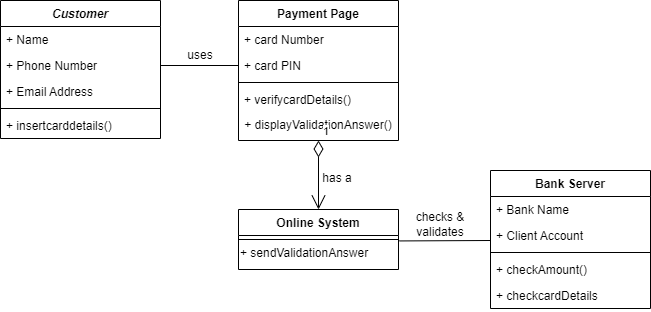 Customer
+ Name
+ Phone Number
+ Email Address
+ insertcarddetails()
uses
Payment Page
+ card Number
+ card PIN
+ verifycardDetails()
+ displayValidationAnswer()
1
has a
Online System
+ sendValidationAnswer
checks &
validates
Bank Server
+ Bank Name
+ Client Account
+ checkAmount()
+ checkcardDetails